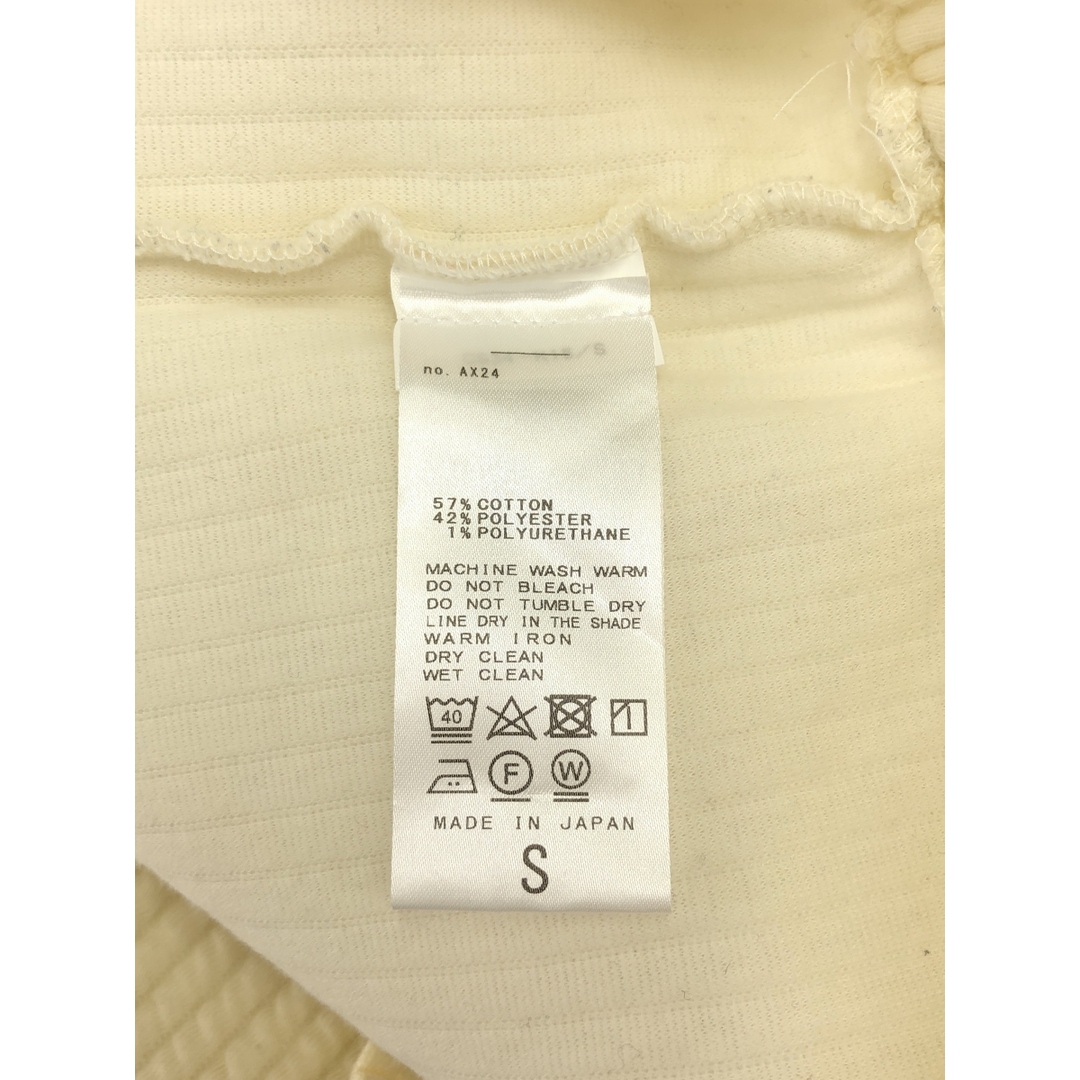 no. AX24
57% COTTON
42% POLYESTER
1% POLYURETHANE
MACHINE WASH WARM
DO NOT BLEACH
DO NOT TUMBLE DRY
LINE DRY IN THE SHADE
WARM IRON
DRY CLEAN
WET CLEAN
40
F W
MADE IN JAPAN
S